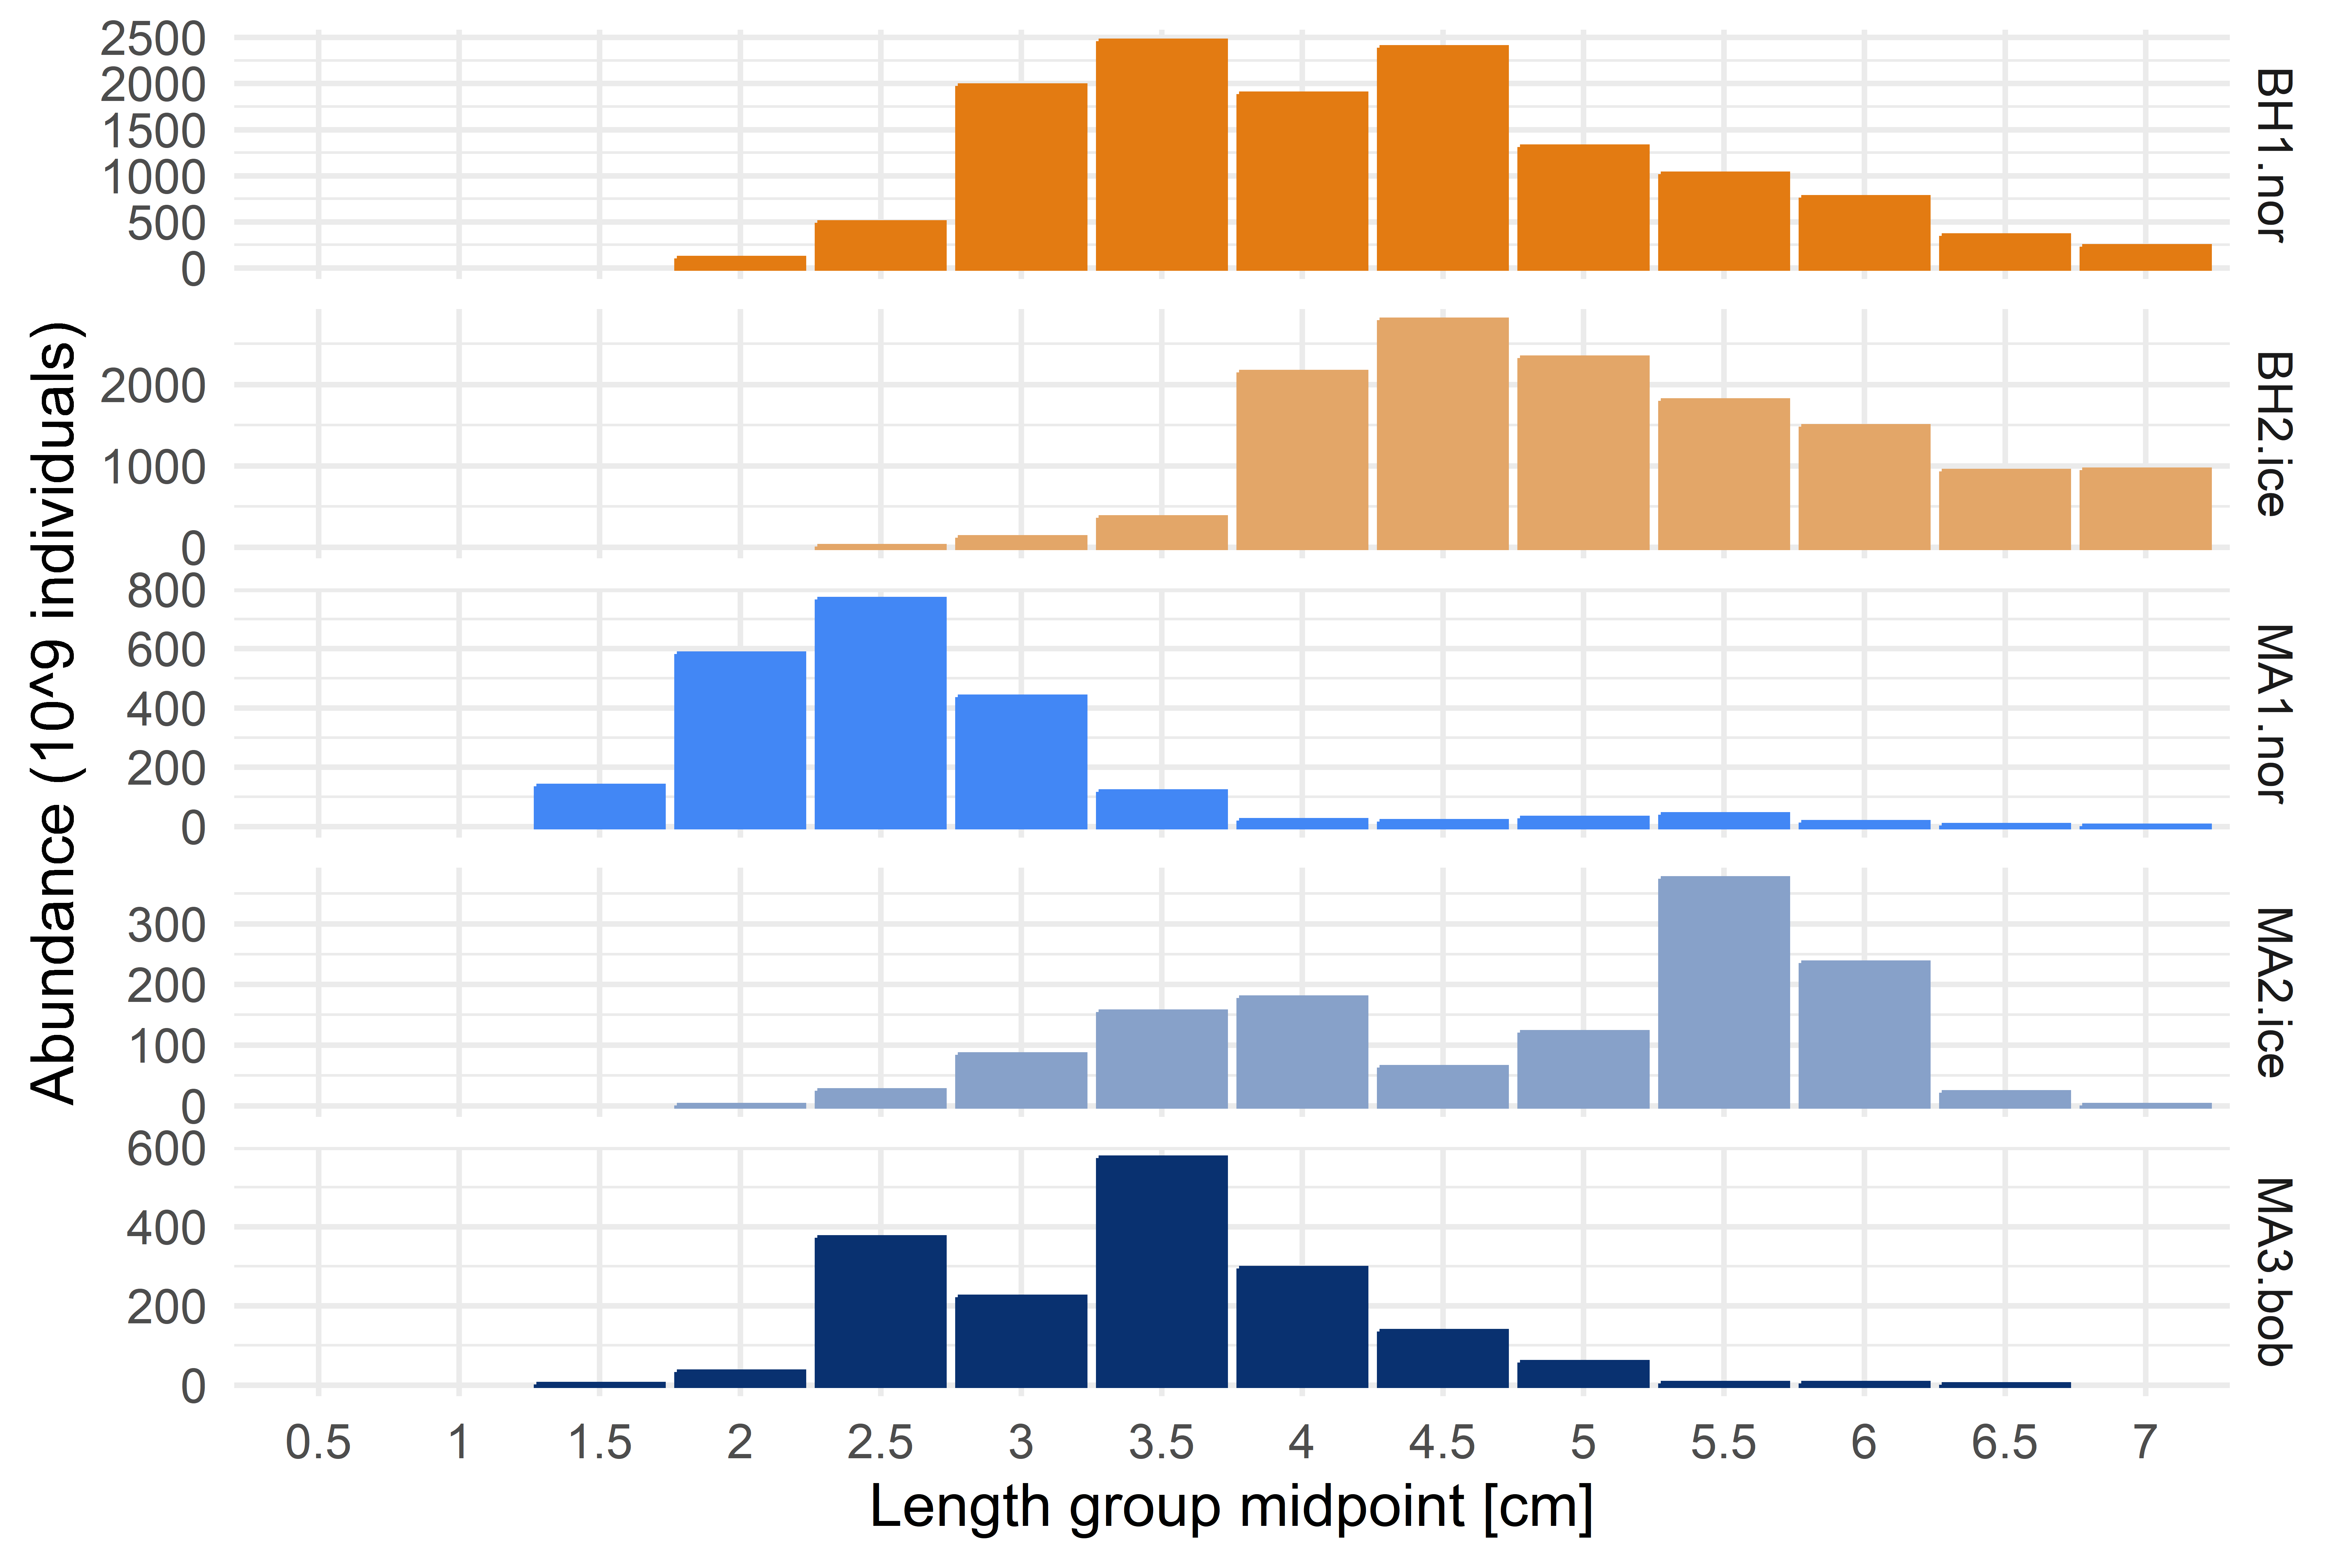 Abundance (10^9 individuals)
2500
2000
1500
1000
500
0
BH1.nor
2000
1000
0
BH2.ice
800
600
400
200
0
MA1.nor
300
200
100
0
MA2.ice
600
400
200
0
MA3.bob
0.5 1 1.5 2 2.5 3 3.5 4 4.5 5 5.5 6 6.5 7
Length group midpoint [cm]